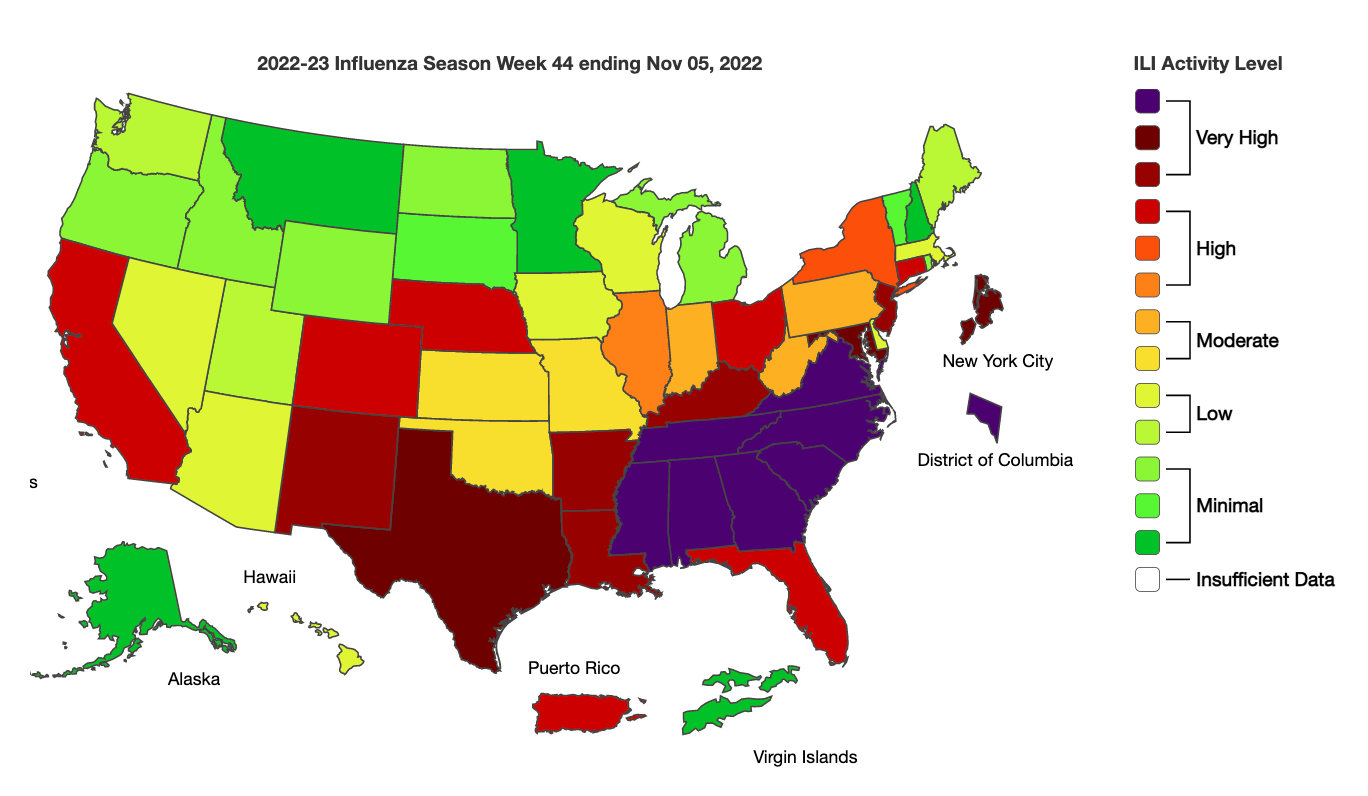 2022-23 Influenza Season Week 44 ending Nov 05, 2022
ILI Activity Level
Very High
High
Moderate
Low
Minimal
Insufficient Data
New York City
District of Columbia
s
Hawaii
Alaska
Puerto Rico
Virgin Islands